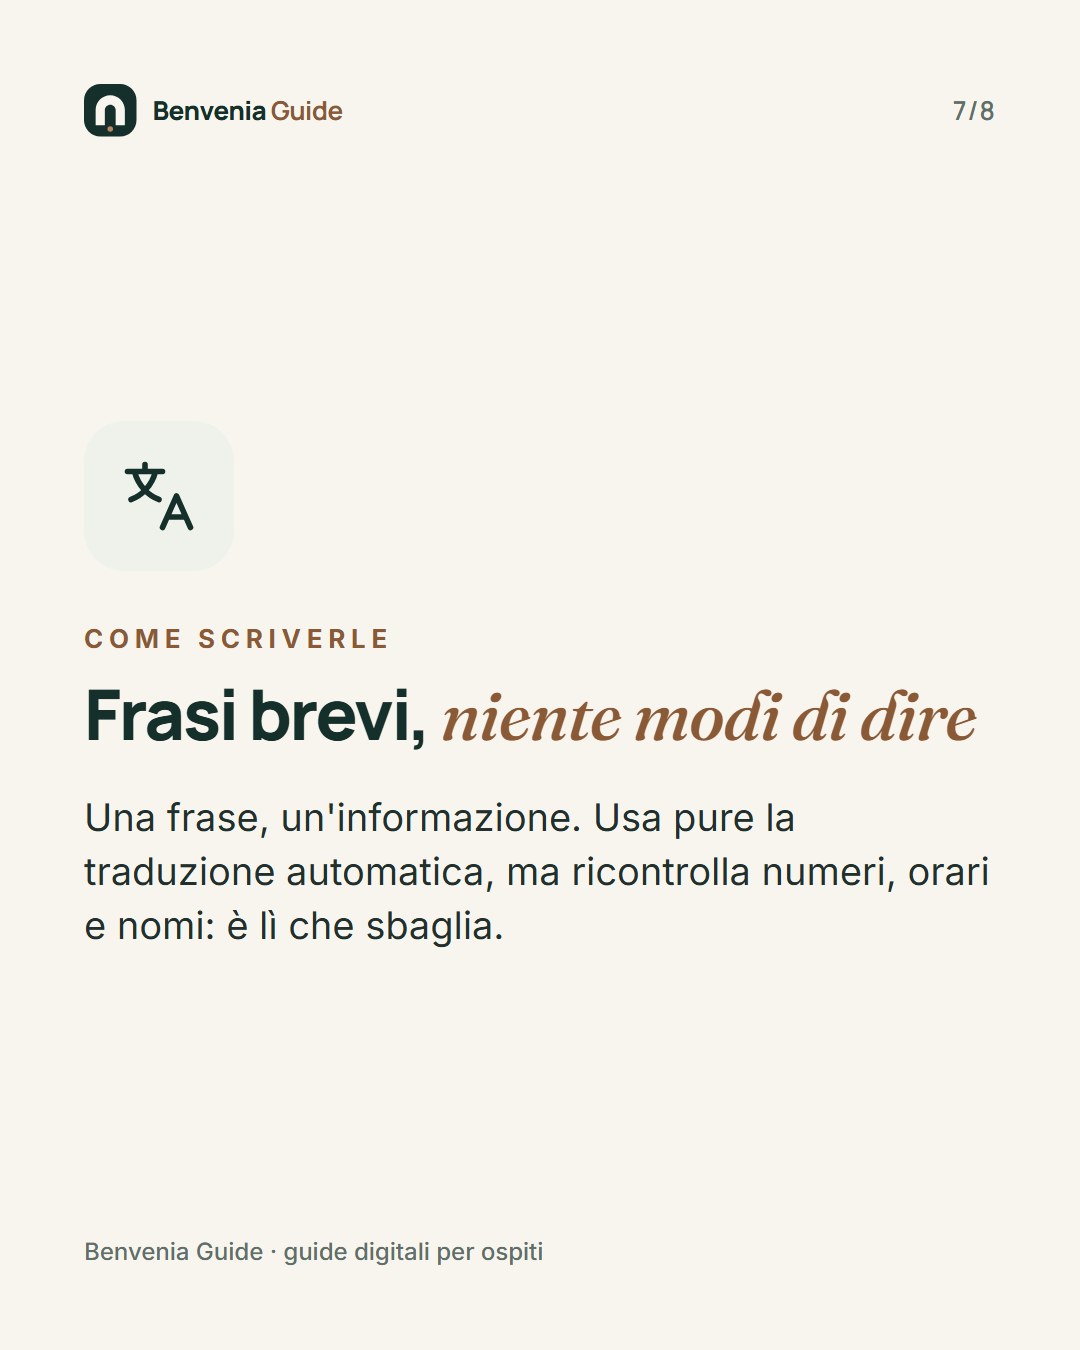 Benvenia Guide
7/8
文A
COME SCRIVERLE
Frasi brevi, niente modi di dire
Una frase, un'informazione. Usa pure la
traduzione automatica, ma ricontrolla numeri, orari
e nomi: è lì che sbaglia.
Benvenia Guide · guide digitali per ospiti